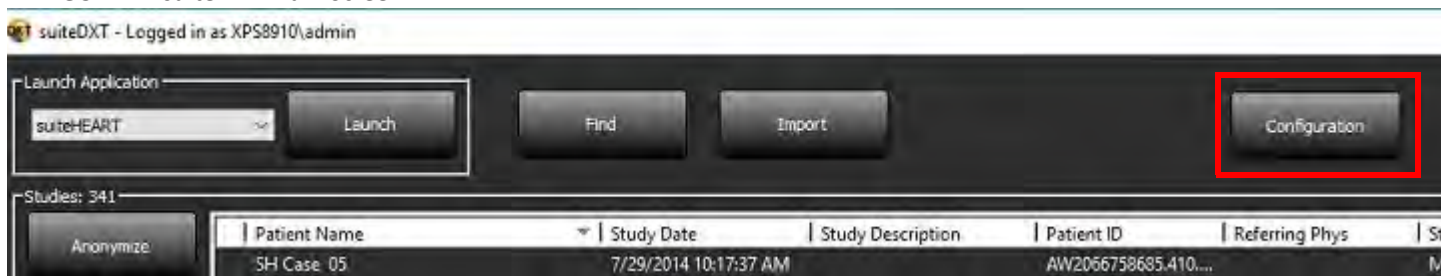 suiteDXT - Logged in as XPS8910\admin
Launch Application
suiteHEART Launch Find Import Configuration
Studies: 341
Anonymize Patient Name Study Date Study Description Patient ID Referring Phys
SH Case 05 7/29/2014 10:17:37 AM AW2066758685.410....